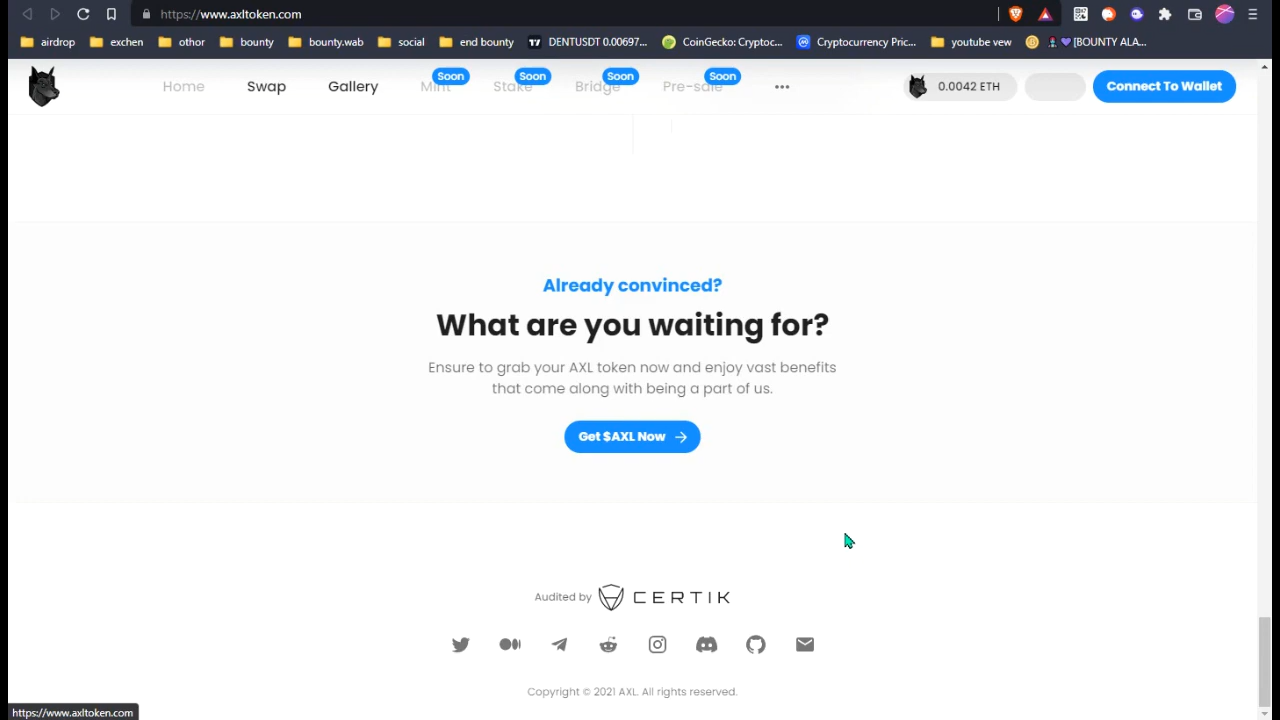 https://www.axltoken.com
airdrop exchen othor bounty bounty.wab social end bounty DENTUSDT 0.00697... CoinGecko: Cryptoc... Cryptocurrency Pric... youtube vew [BOUNTY ALA...
Soon Soon Soon Soon
Home Swap Gallery Mint Stake Bridge Pre-sale ••• 0.0042 ETH Connect To Wallet
Already convinced?
What are you waiting for?
Ensure to grab your AXL token now and enjoy vast benefits
that come along with being a part of us.
Get $AXL Now
Audited by CERTIK
Copyright © 2021 AXL. All rights reserved.
https://www.axltoken.com